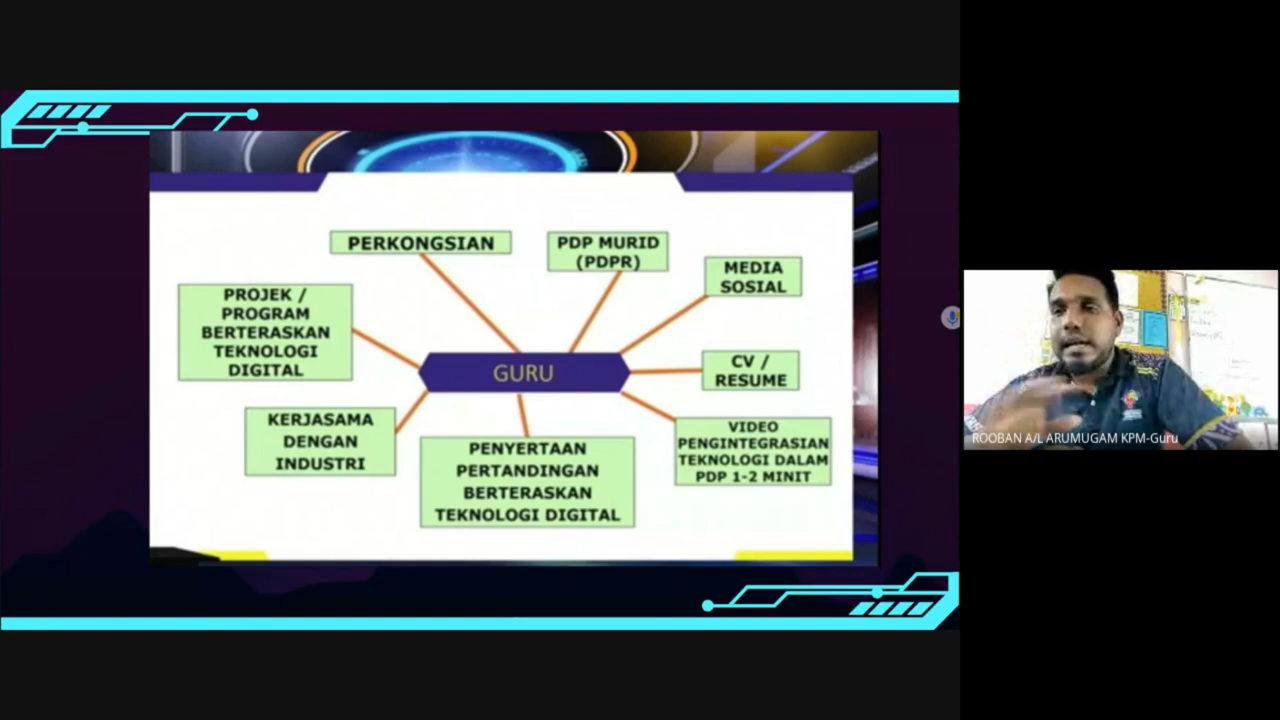 PERKONGSIAN
PDP MURID
(PDPR)
MEDIA
SOSIAL
PROJEK /
PROGRAM
BERTERASKAN
TEKNOLOGI
DIGITAL
GURU
CV /
RESUME
KERJASAMA
DENGAN
INDUSTRI
PENYERTAAN
PERTANDINGAN
BERTERASKAN
TEKNOLOGI DIGITAL
VIDEO
PENGINTEGRASIAN
TEKNOLOGI DALAM
PDP 1-2 MINIT
ROOBAN A/L ARUMUGAM KPM-Guru